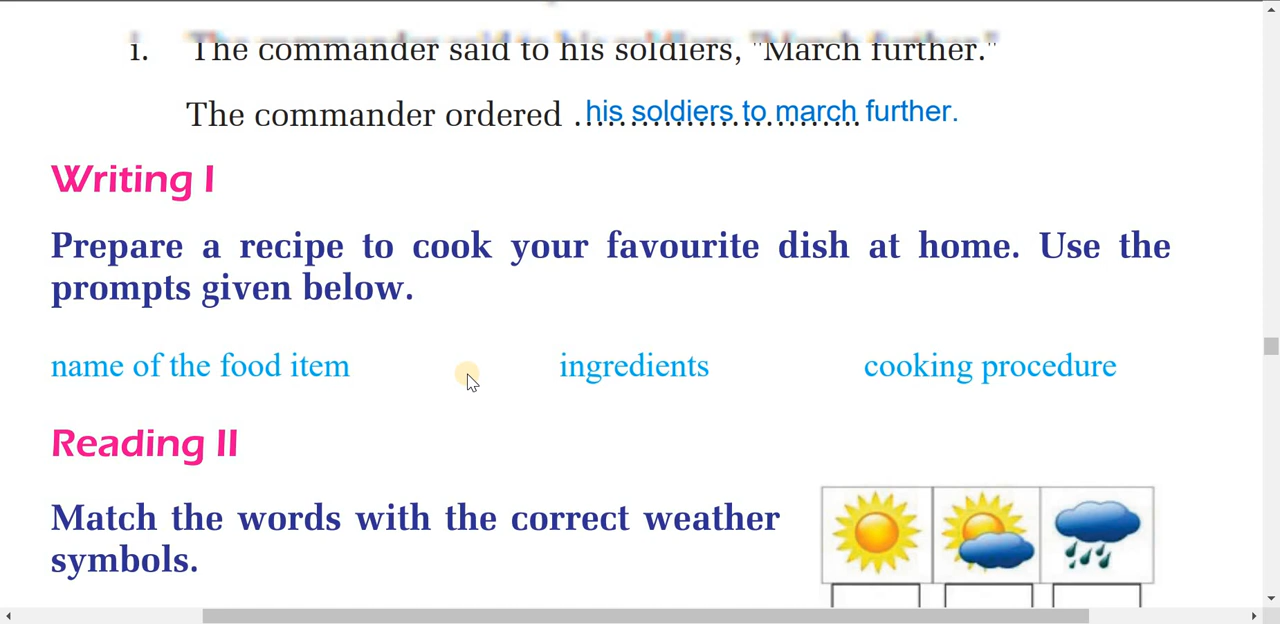 i. The commander said to his soldiers, "March further."
The commander ordered .his soldiers to march further.
Writing I
Prepare a recipe to cook your favourite dish at home. Use the
prompts given below.
name of the food item ingredients cooking procedure
Reading II
Match the words with the correct weather
symbols.